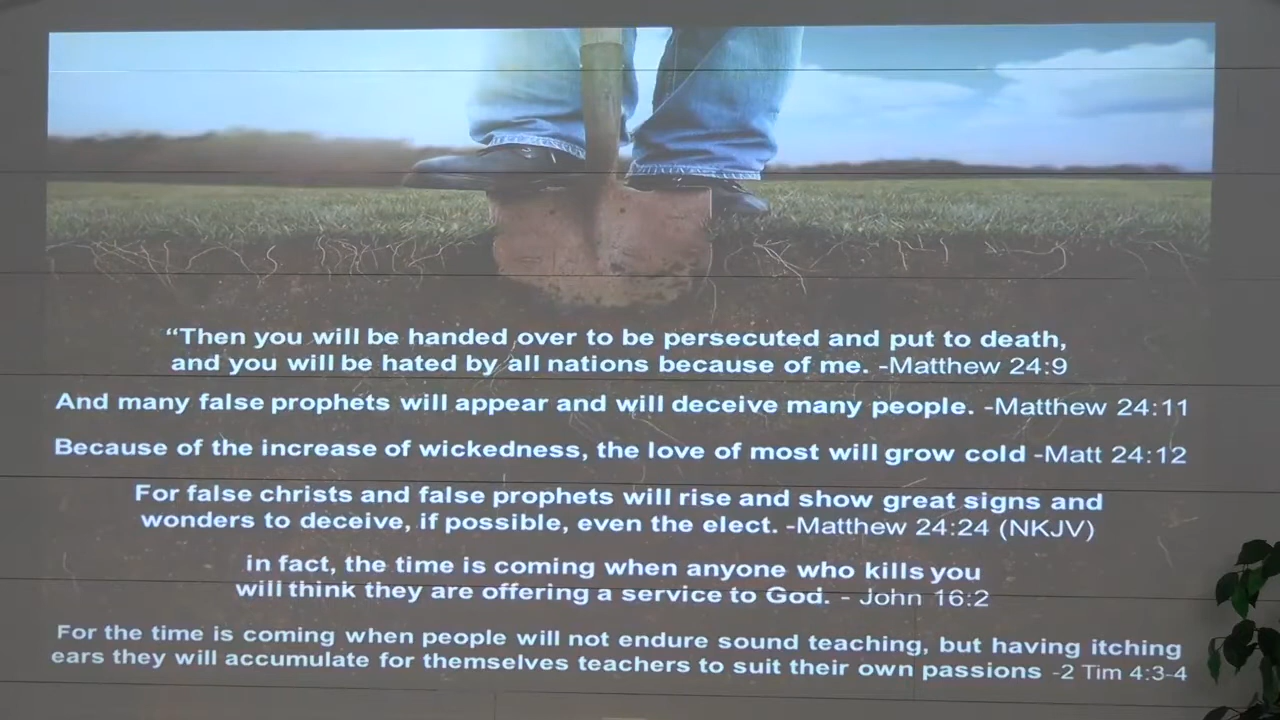 “Then you will be handed over to be persecuted and put to death,
and you will be hated by all nations because of me. -Matthew 24:9
And many false prophets will appear and will deceive many people. -Matthew 24:11
Because of the increase of wickedness, the love of most will grow cold -Matt 24:12
For false christs and false prophets will rise and show great signs and
wonders to deceive, if possible, even the elect. -Matthew 24:24 (NKJV)
in fact, the time is coming when anyone who kills you
will think they are offering a service to God. - John 16:2
For the time is coming when people will not endure sound teaching, but having itching
ears they will accumulate for themselves teachers to suit their own passions -2 Tim 4:3-4